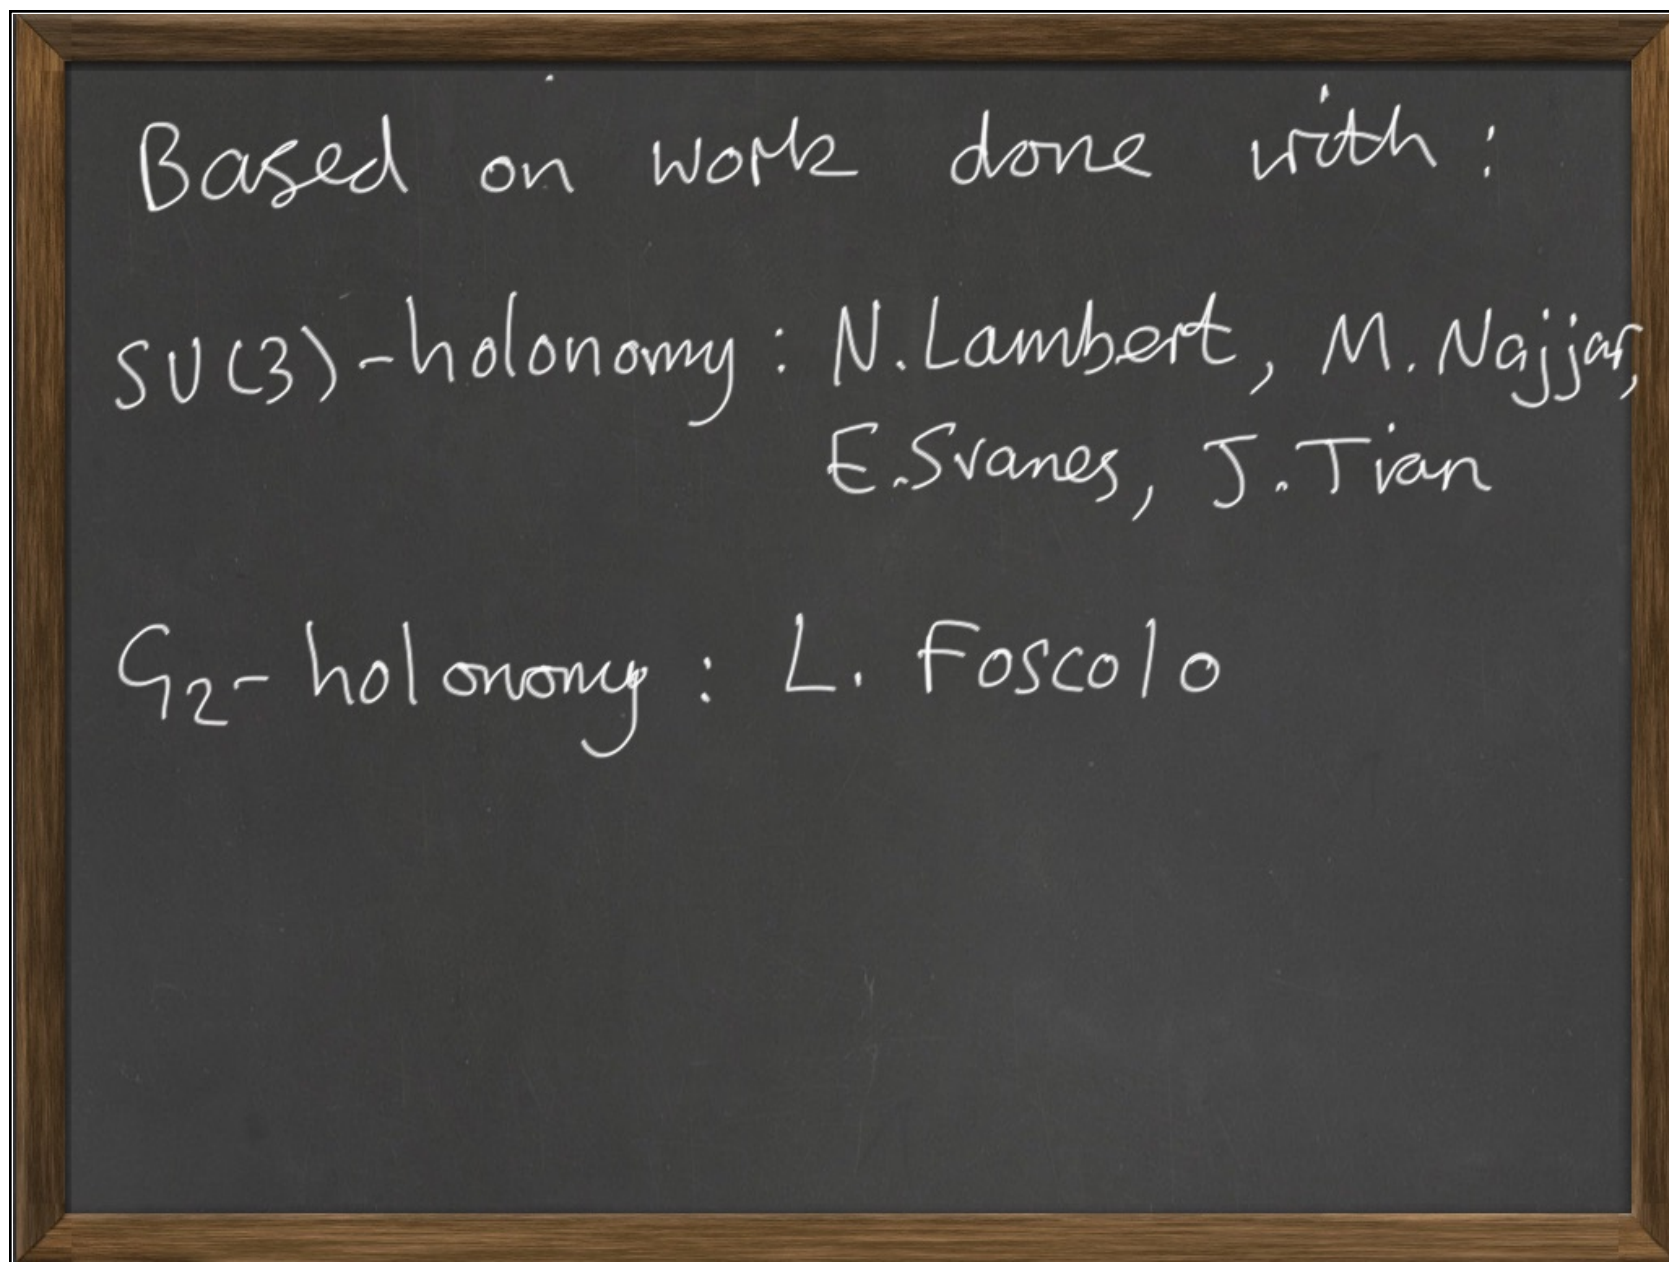 Based on work done with :
SU(3)-holonomy : N. Lambert, M. Najjar,
E. Svanes, J. Tian
G₂-holonomy : L. Foscolo